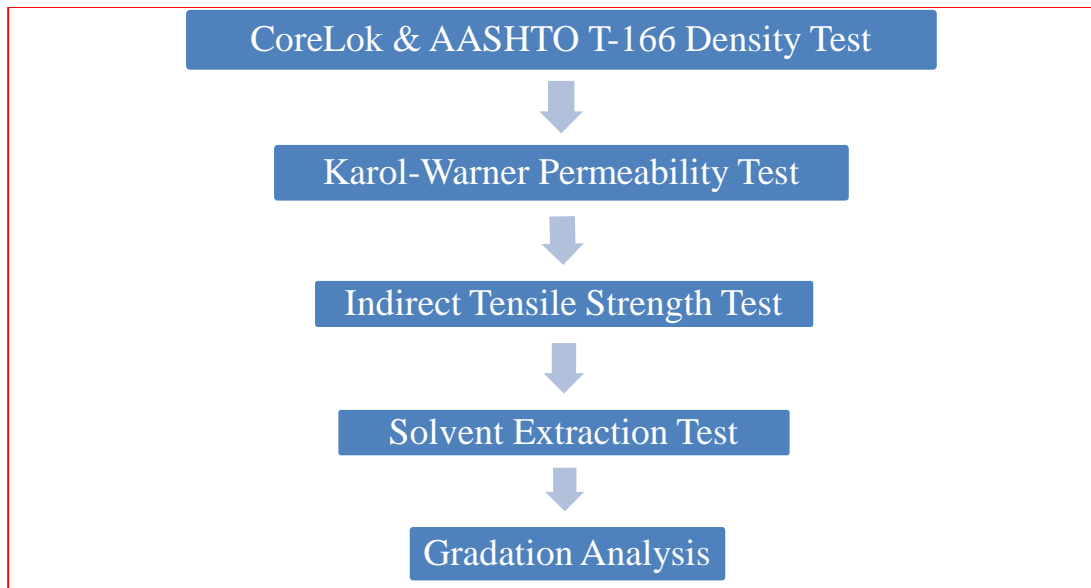 CoreLok & AASHTO T-166 Density Test
Karol-Warner Permeability Test
Indirect Tensile Strength Test
Solvent Extraction Test
Gradation Analysis